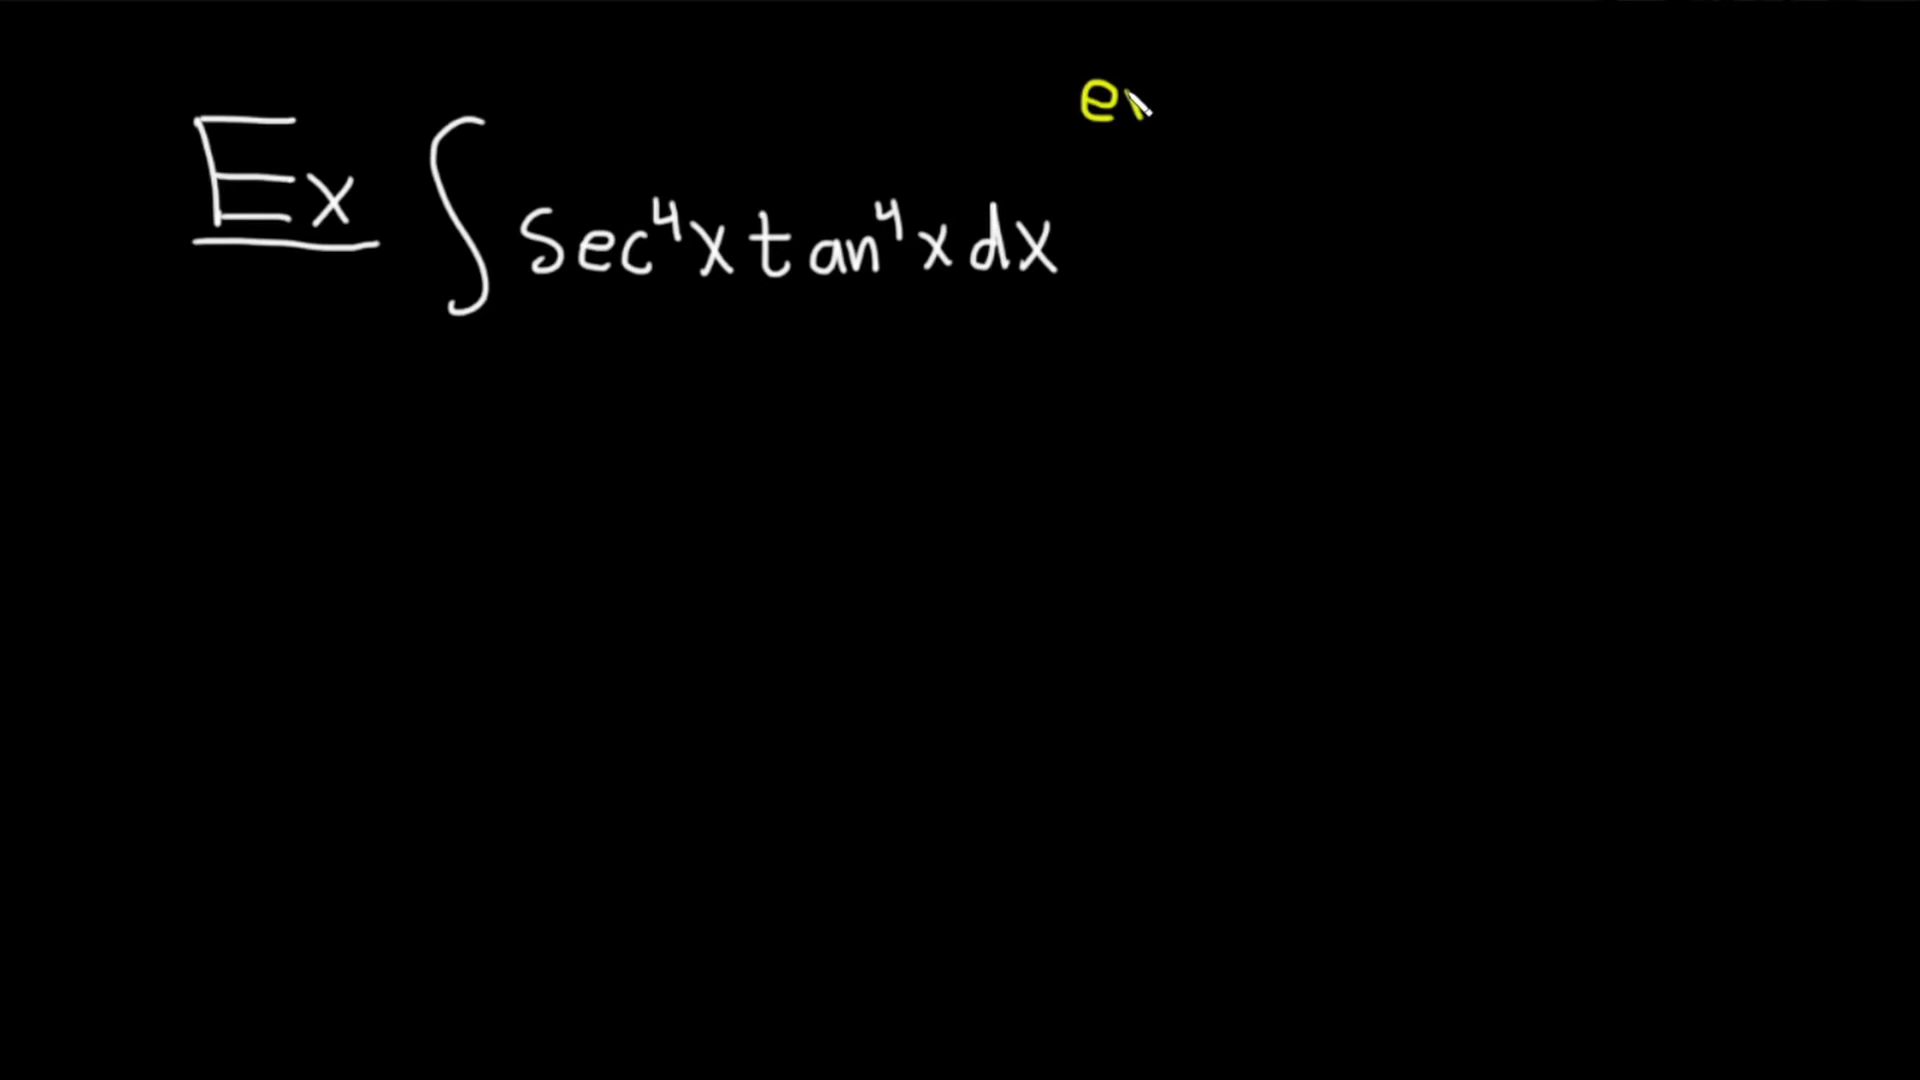 Ex ∫ sec⁴x tan⁴x dx